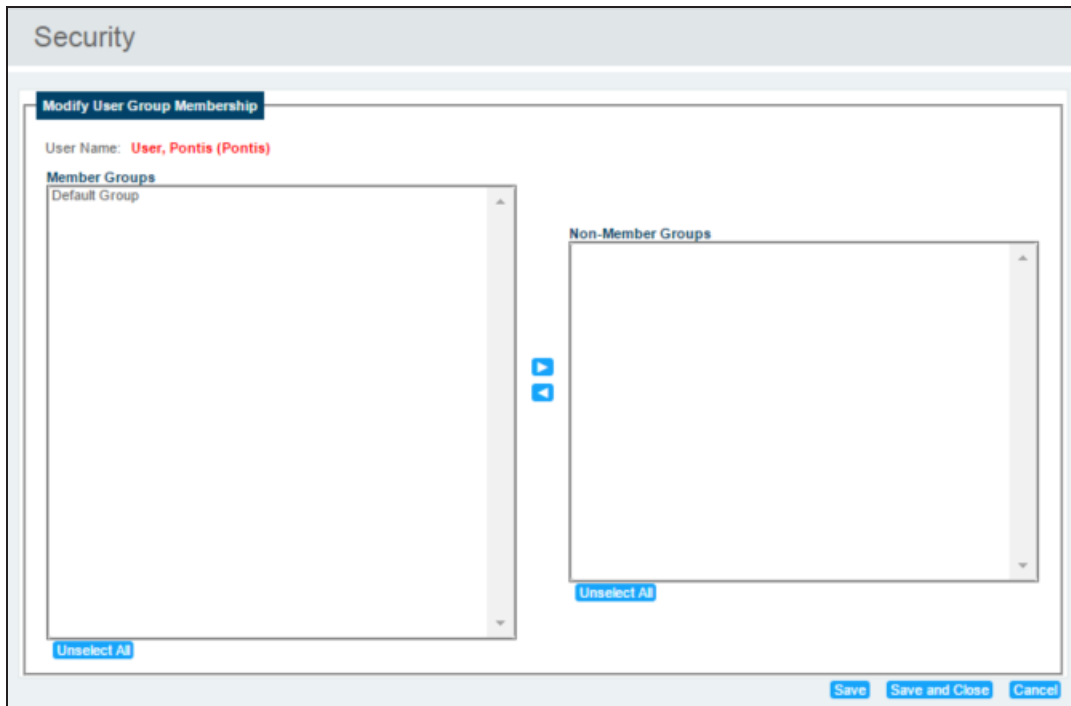 Security
Modify User Group Membership
User Name: User, Pontis (Pontis)
Member Groups
Default Group
Non-Member Groups
Unselect All
Unselect All
Save Save and Close Cancel